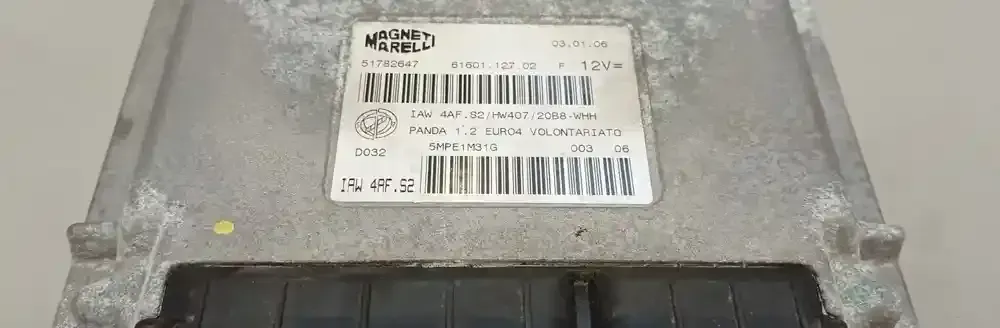 MAGNETI MARELLI 03.01.06
51782647 61601.127.02 F 12V=
IAW 4AF.S2/HW407/20B8-WHH
PANDA 1.2 EURO4 VOLONTARIATO
D032 5MPE1M31G 003 06
IAW 4AF.S2